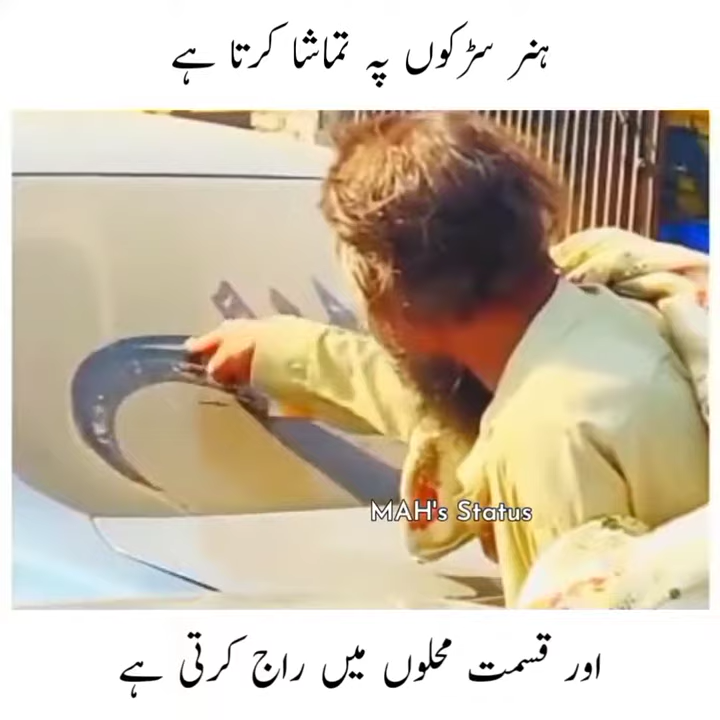 ہنر سڑکوں پہ تماشا کرتا ہے
MAH's Status
اور قسمت محلوں میں راج کرتی ہے